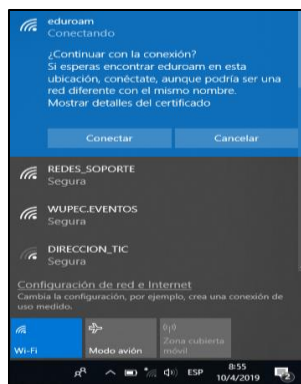 eduroam
Conectando
¿Continuar con la conexión?
Si esperas encontrar eduroam en esta
ubicación, conéctate, aunque podría ser una
red diferente con el mismo nombre.
Mostrar detalles del certificado
Conectar
Cancelar
REDES_SOPORTE
Segura
WUPEC.EVENTOS
Segura
DIRECCION_TIC
Segura
Configuración de red e Internet
Cambia la configuración, por ejemplo, crea una conexión de
uso medido.
Wi-Fi
Modo avión
Zona cubierta
móvil
ESP
8:55
10/4/2019
2